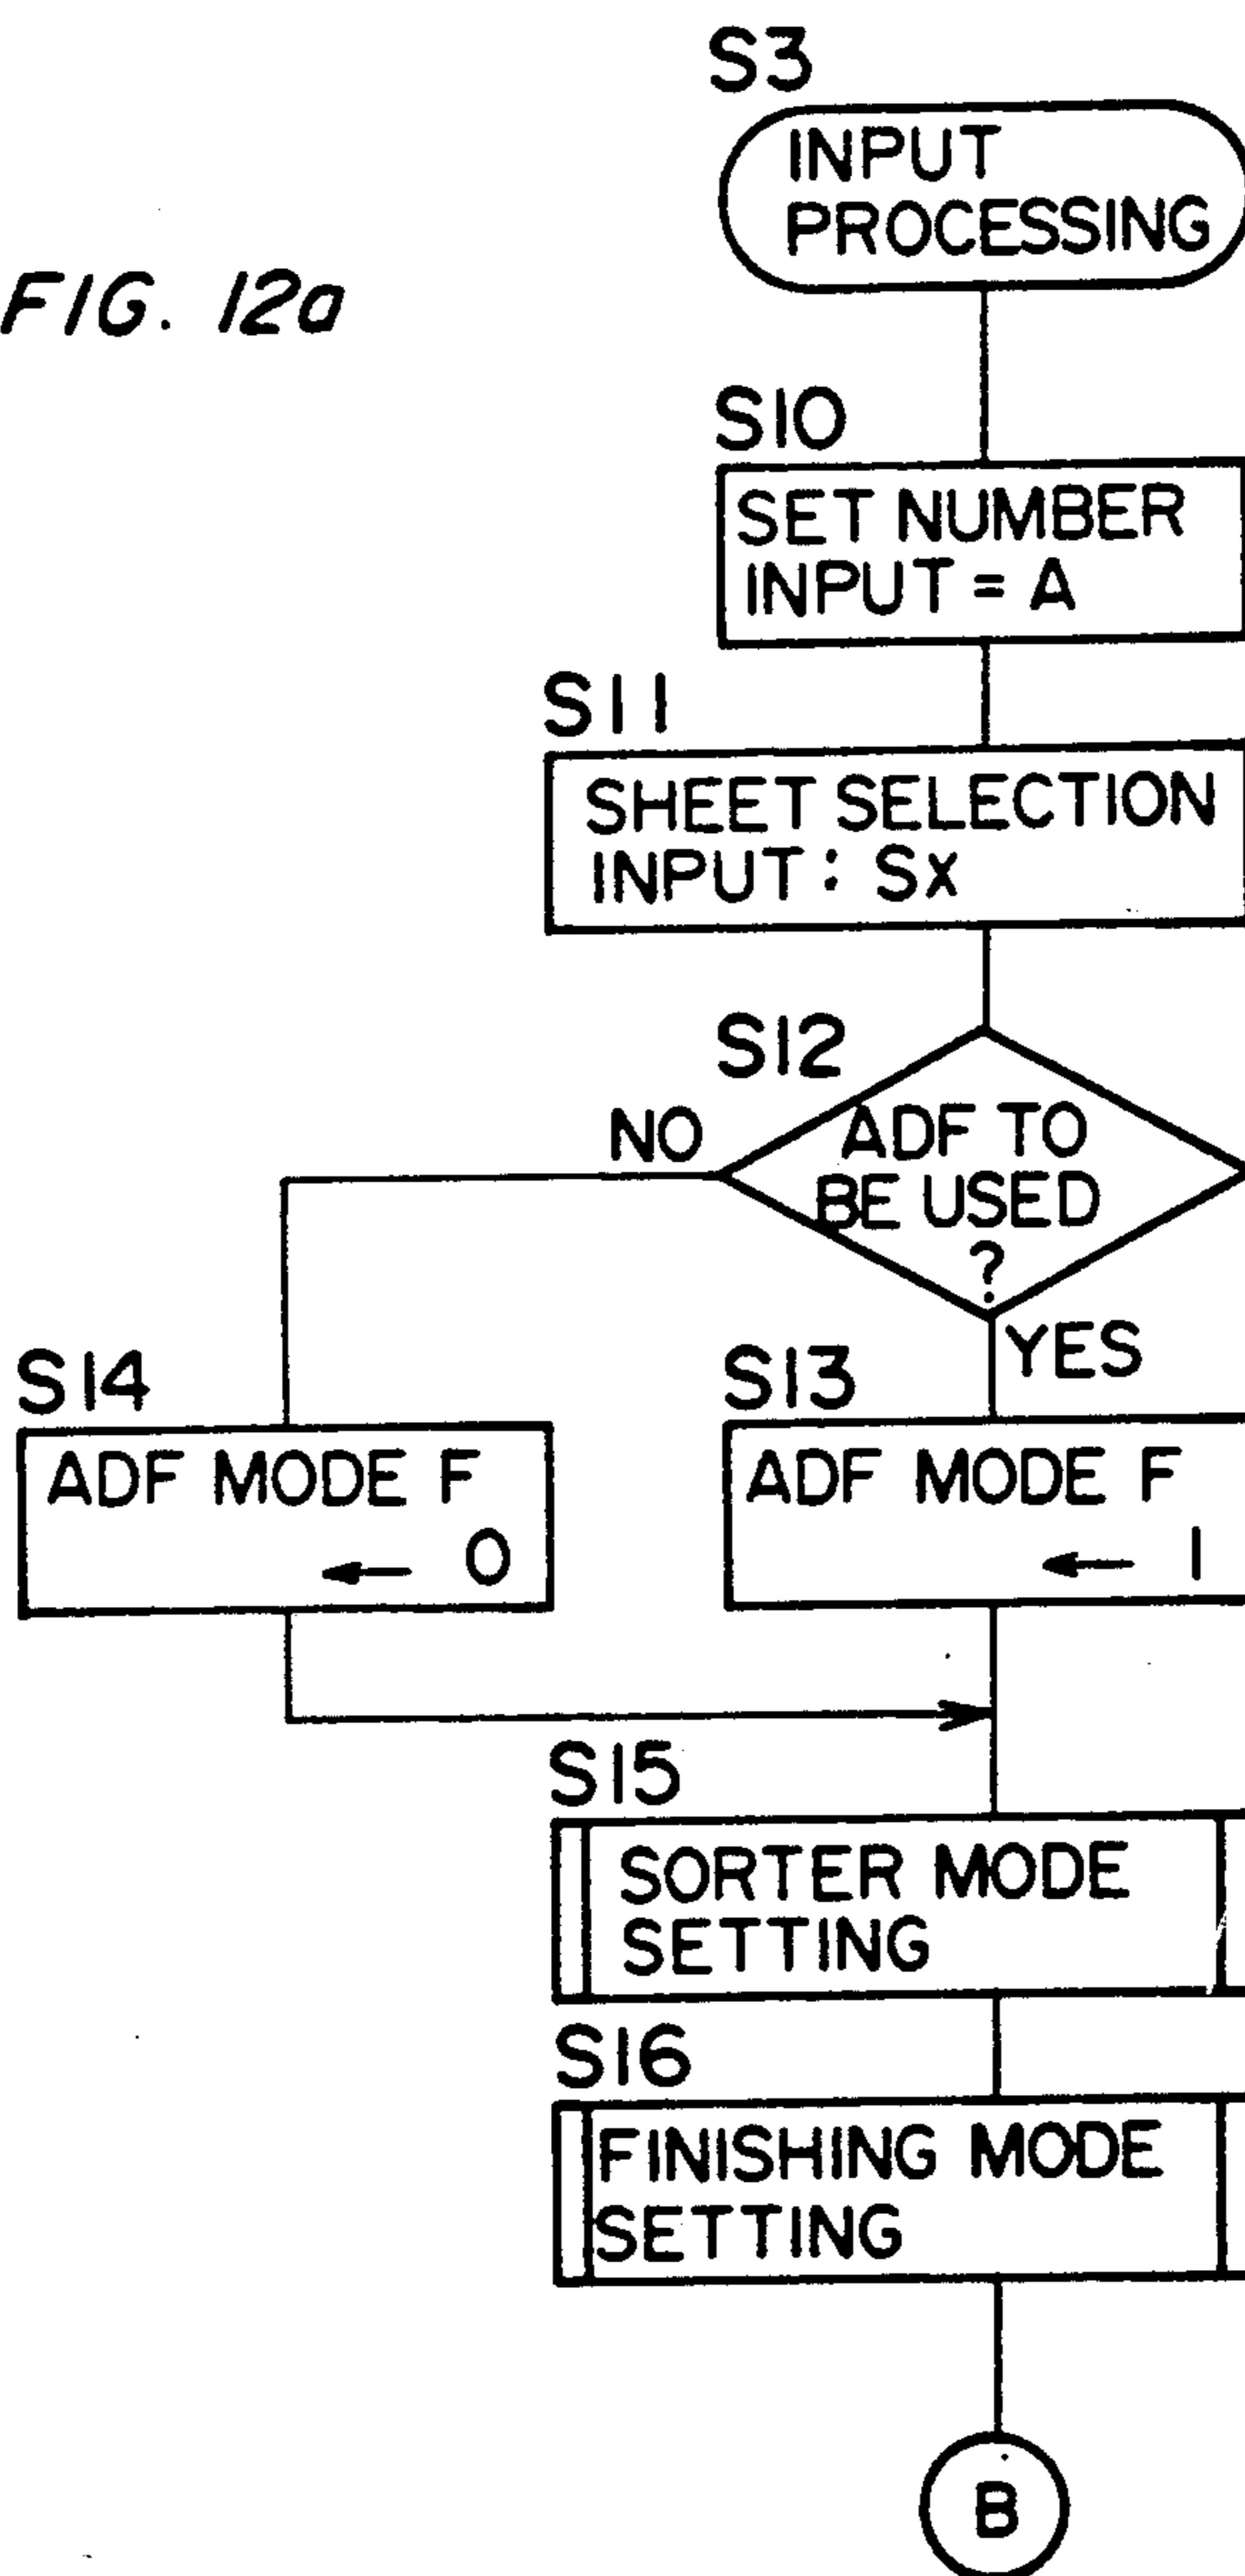 S3
INPUT
PROCESSING
FIG. 12a
S10
SET NUMBER
INPUT = A
S11
SHEET SELECTION
INPUT : Sx
S12
NO
ADF TO
BE USED
?
YES
S14
ADF MODE F
← 0
S13
ADF MODE F
← 1
S15
SORTER MODE
SETTING
S16
FINISHING MODE
SETTING
B